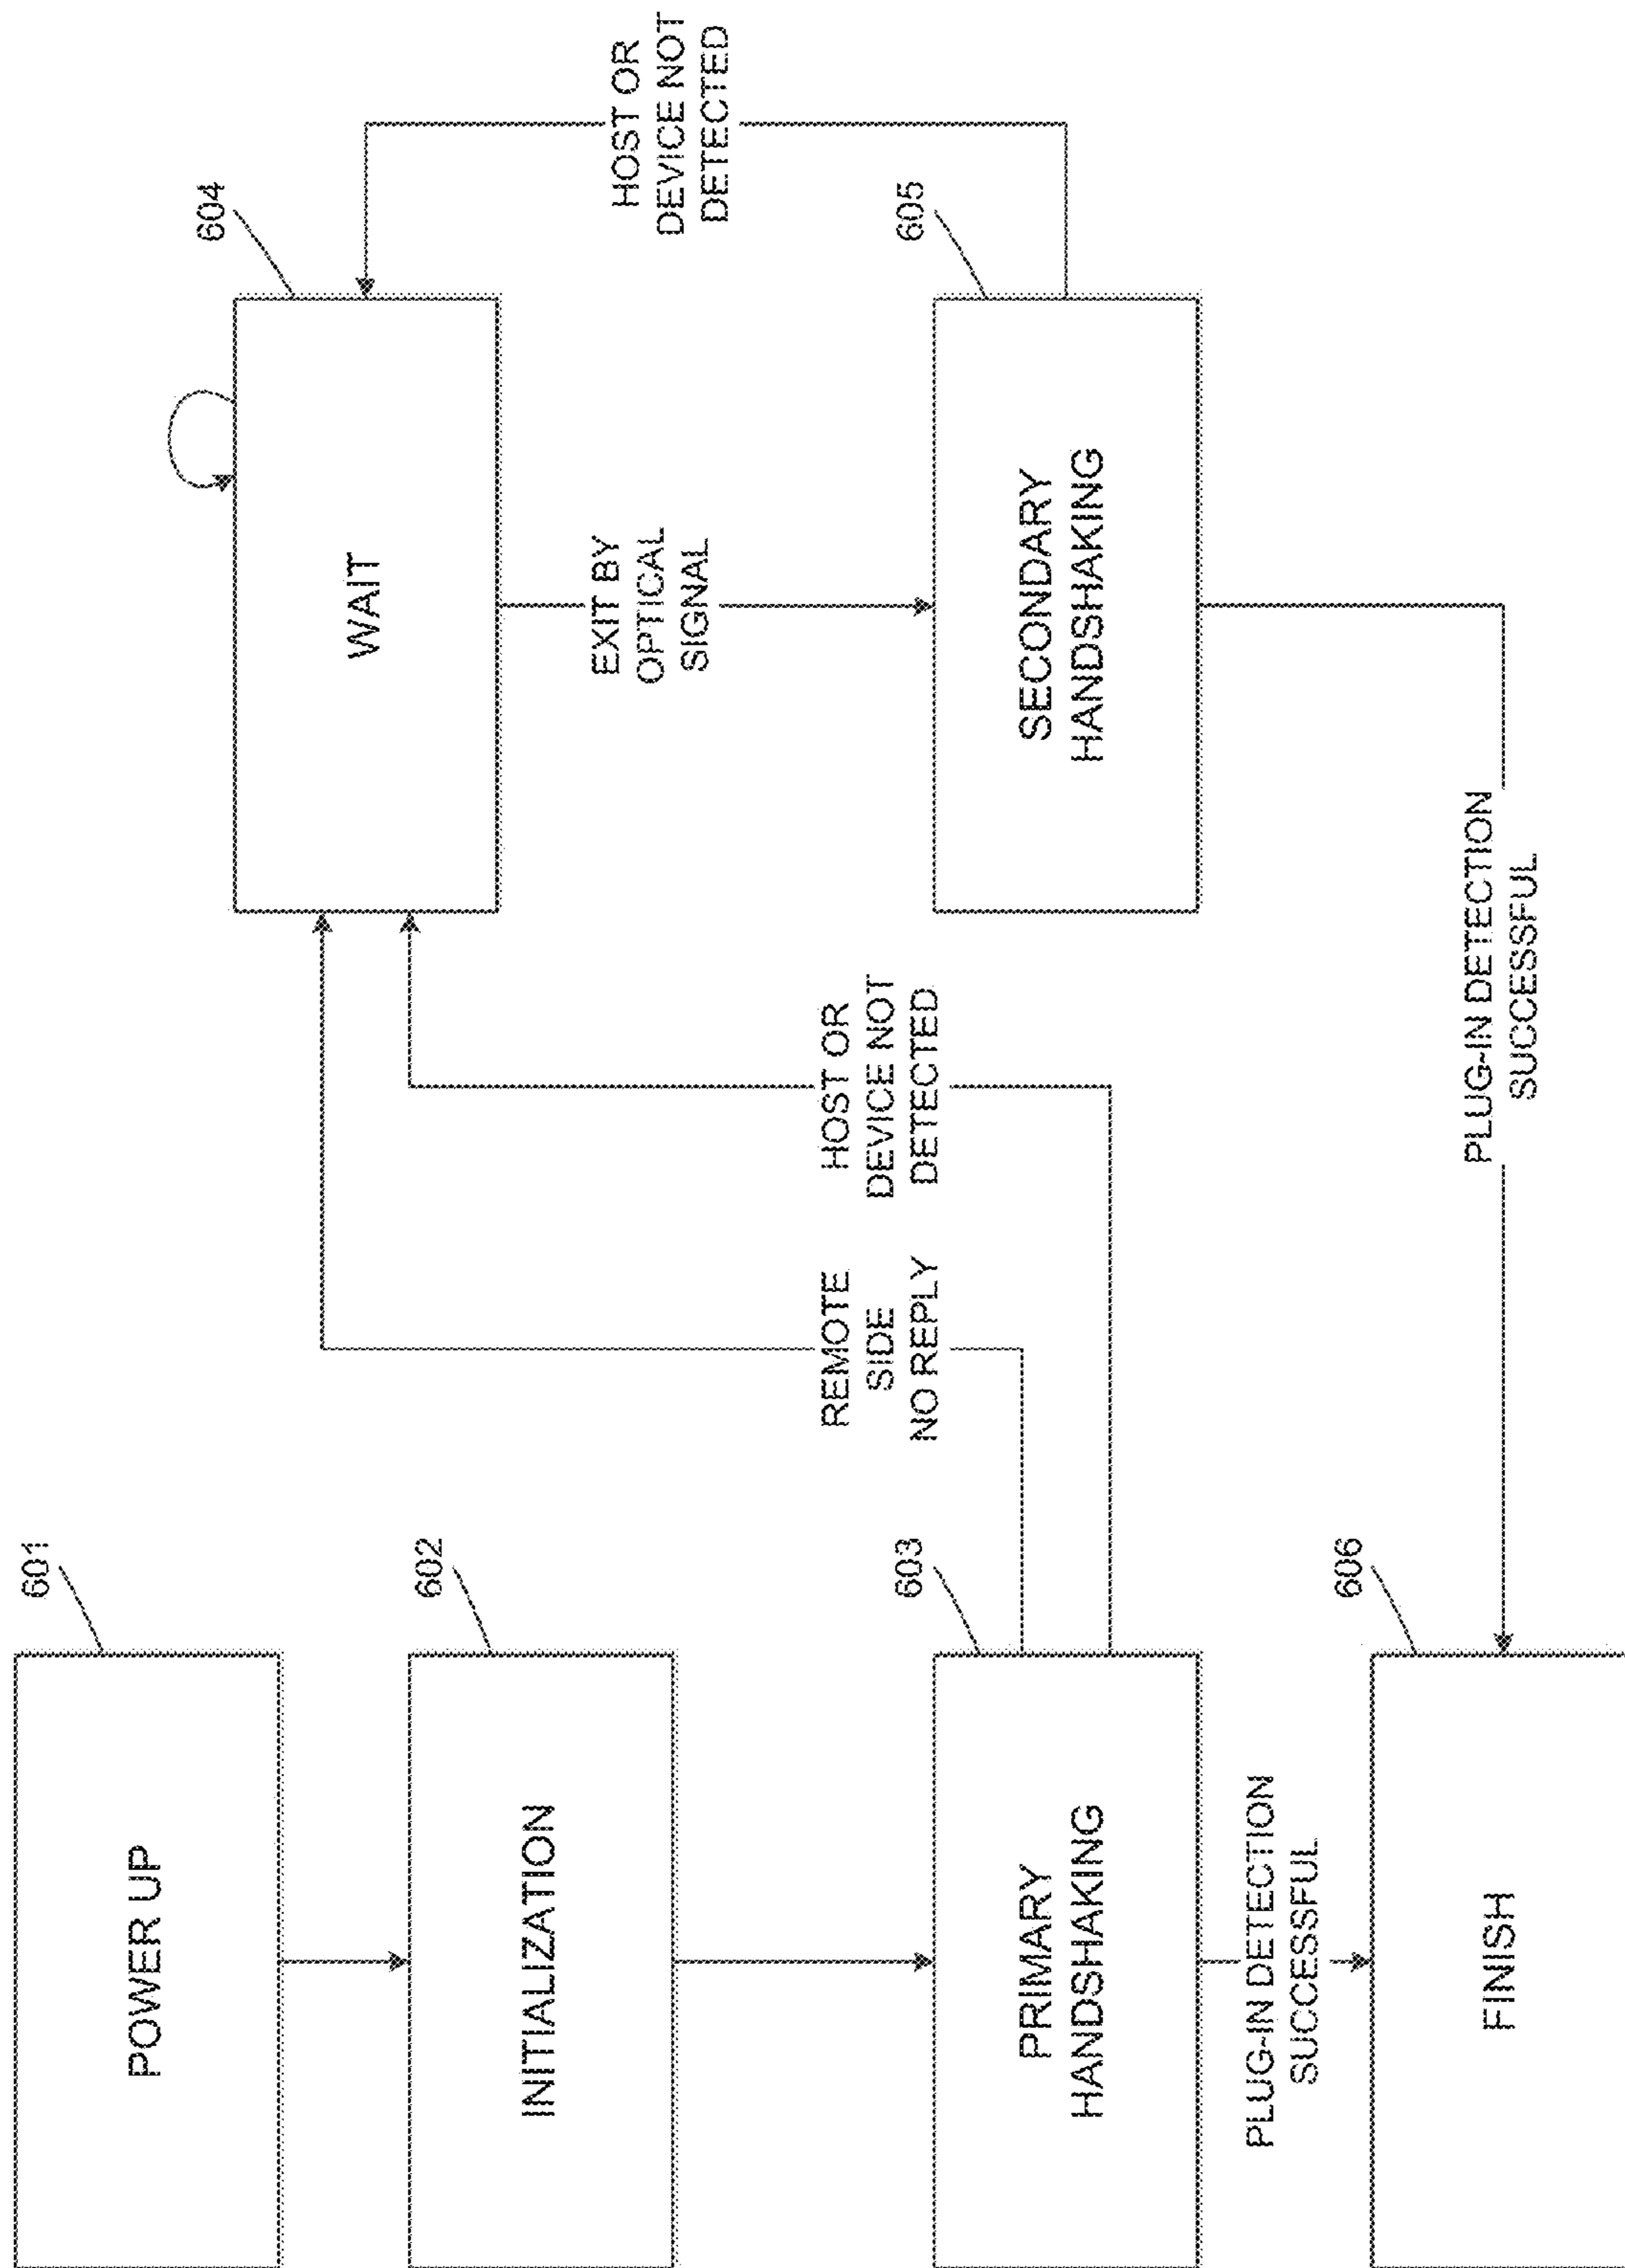 601
POWER UP
602
INITIALIZATION
603
PRIMARY
HANDSHAKING
PLUG-IN DETECTION
SUCCESSFUL
606
FINISH
REMOTE
SIDE
NO REPLY
HOST OR
DEVICE NOT
DETECTED
604
WAIT
EXIT BY
OPTICAL
SIGNAL
605
SECONDARY
HANDSHAKING
HOST OR
DEVICE NOT
DETECTED
PLUG-IN DETECTION
SUCCESSFUL